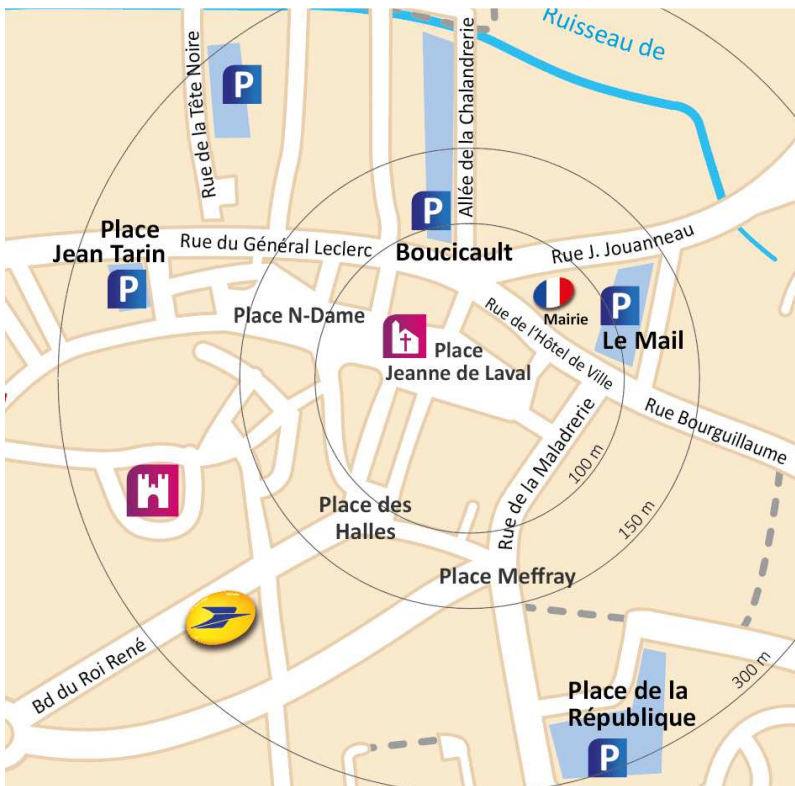 Ruisseau de
Rue de la Tête Noire
P
Allée de la Chalandrerie
P
Place
Jean Tarin
P
Rue du Général Leclerc
Boucicault
Rue J. Jouanneau
Place N-Dame
Mairie
P
Le Mail
Rue de l'Hôtel de Ville
Place
Jeanne de Laval
Rue Bourguillaume
Rue de la Maladrerie
100 m
150 m
300 m
Place des
Halles
Place Meffray
Bd du Roi René
Place de la
République
P